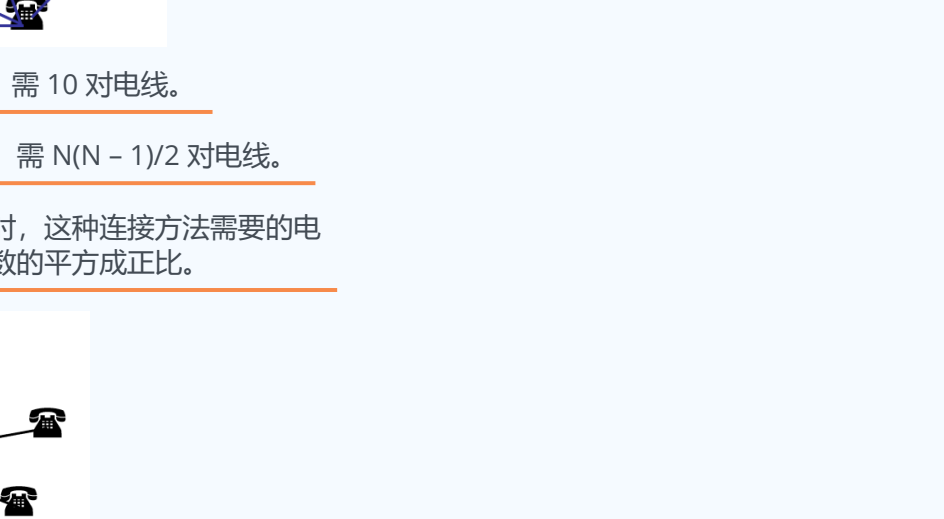 需 10 对电线。
需 N(N – 1)/2 对电线。
时，这种连接方法需要的电
数的平方成正比。